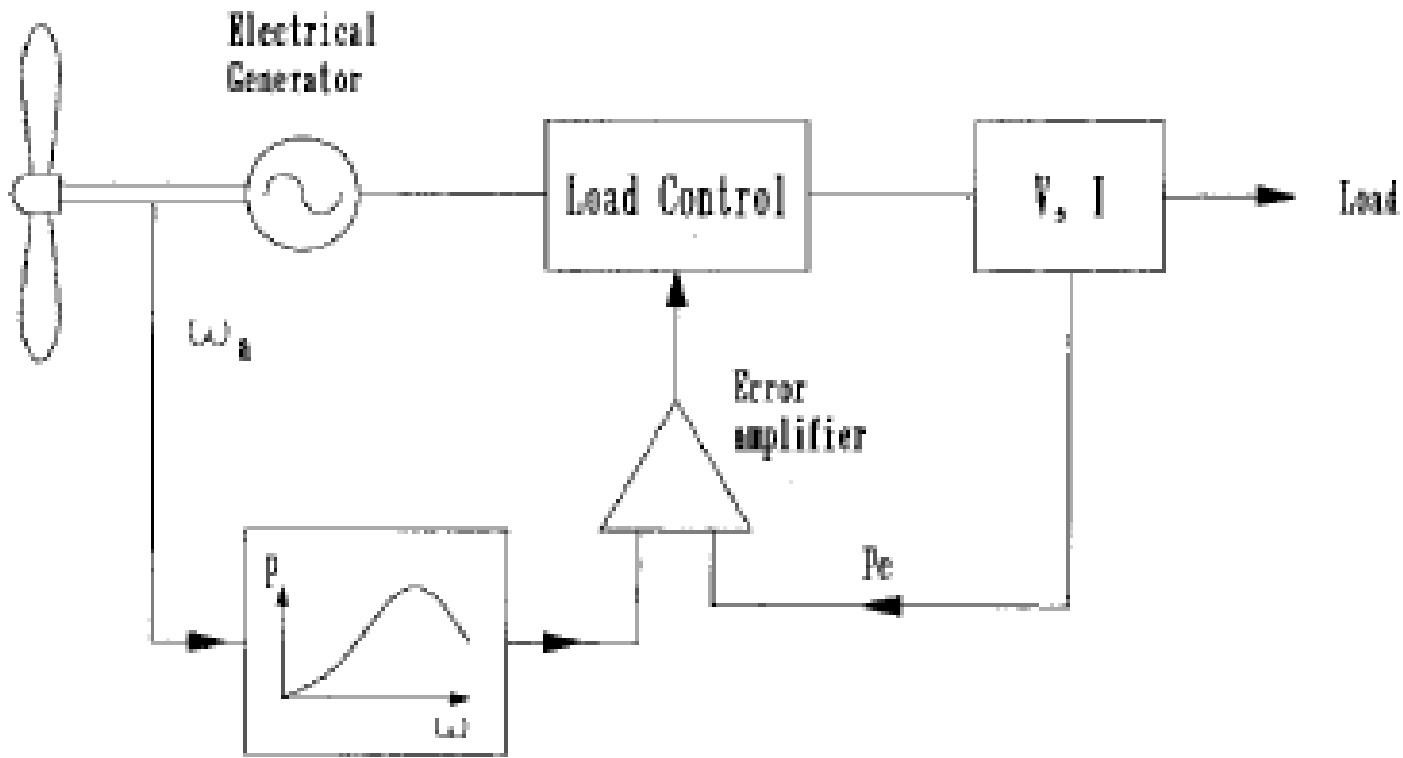 Electrical
Generator
Load Control
V, I
Load
ω a
Error
amplifier
Pe
P
ω